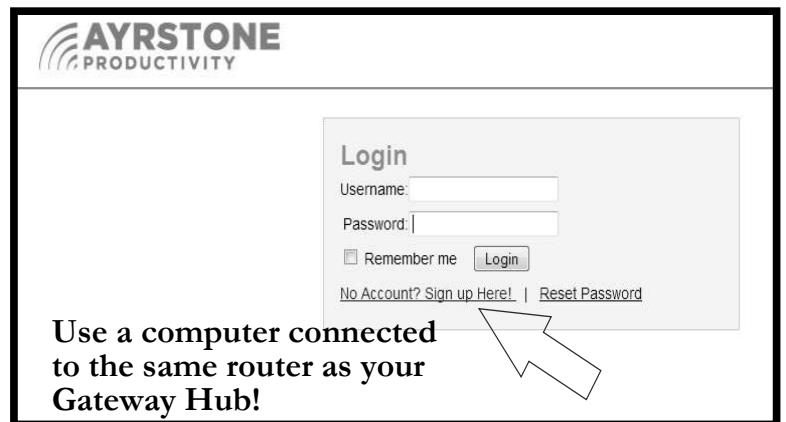 AYRSTONE
PRODUCTIVITY
Login
Username:
Password:
Remember me Login
No Account? Sign up Here! | Reset Password
Use a computer connected
to the same router as your
Gateway Hub!